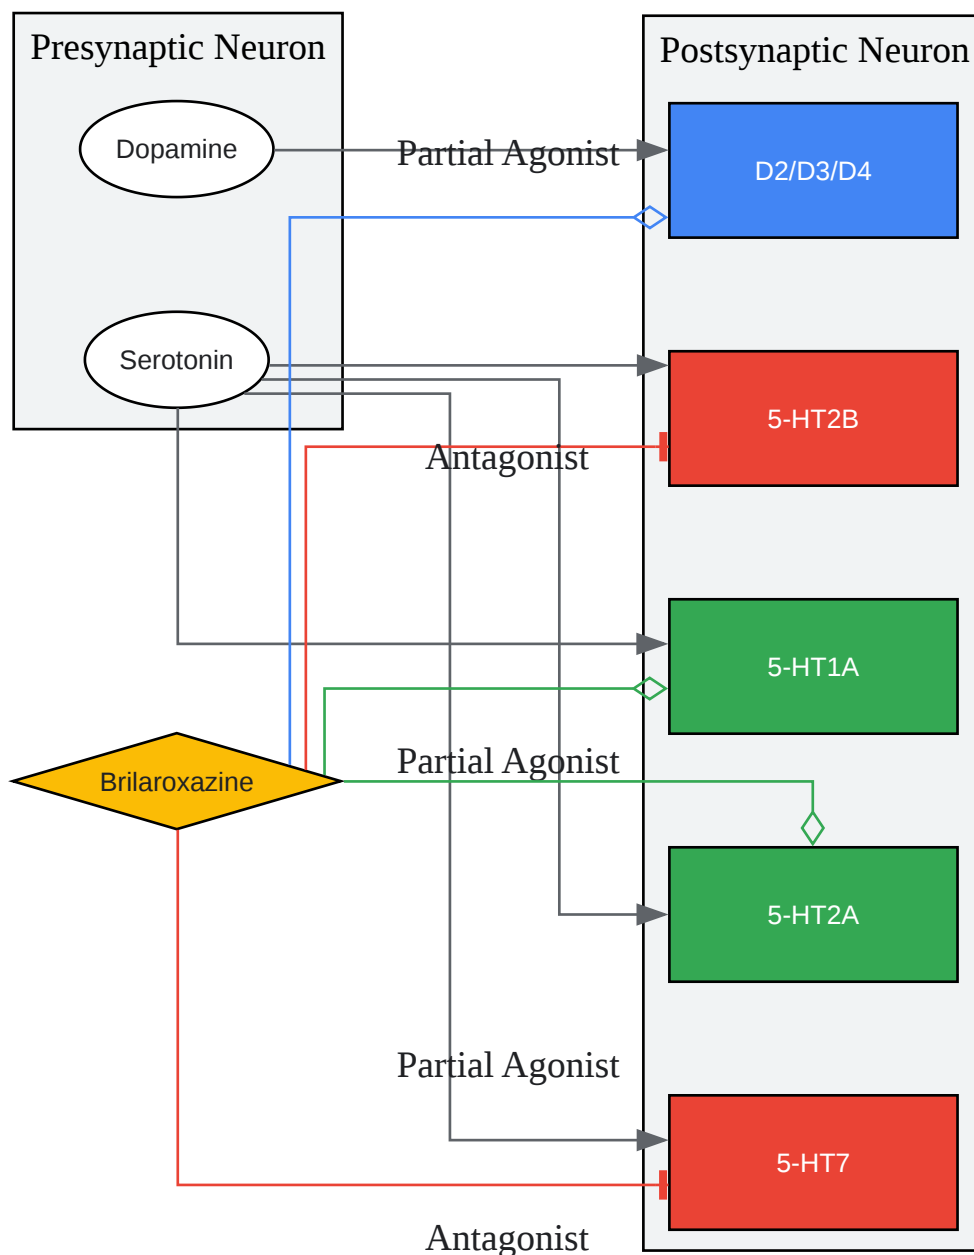 Presynaptic Neuron
Postsynaptic Neuron
Dopamine
Partial Agonist
D2/D3/D4
Serotonin
5-HT2B
Antagonist
5-HT1A
Partial Agonist
Brilaroxazine
5-HT2A
Partial Agonist
5-HT7
Antagonist